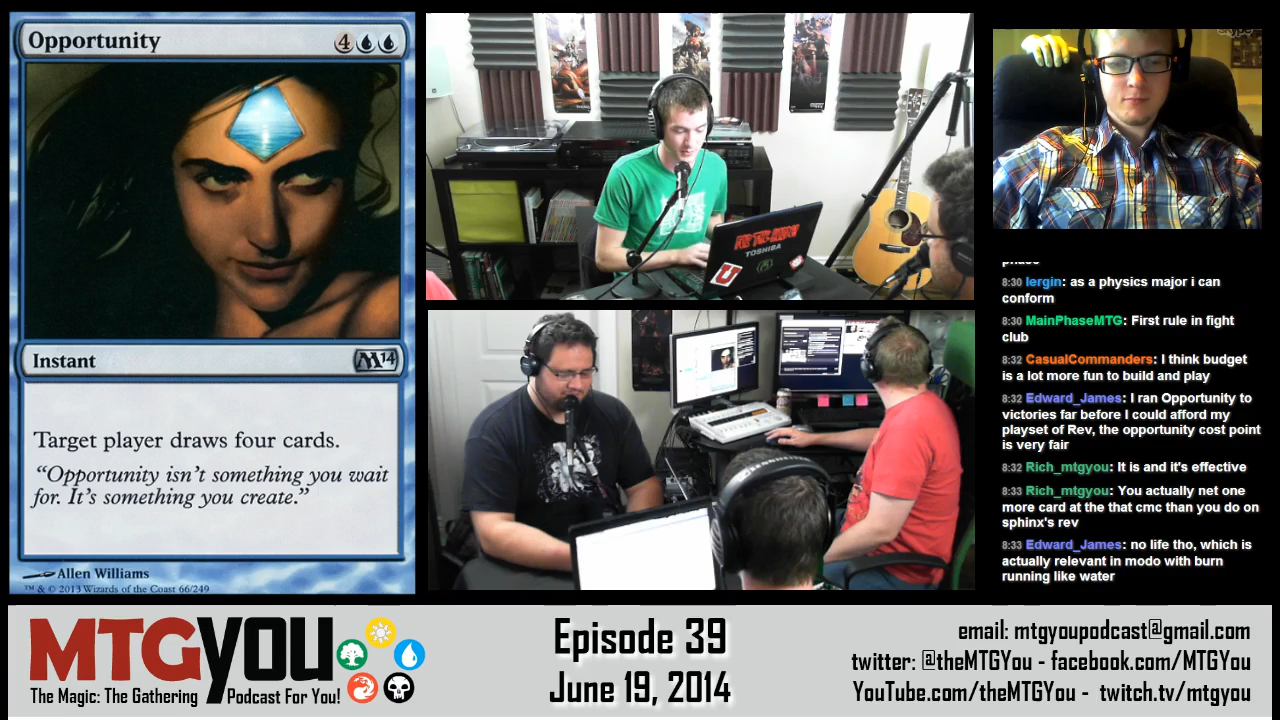 Opportunity
4
Instant
M14
Target player draws four cards.
“Opportunity isn’t something you wait
for. It’s something you create.”
Allen Williams
™ & © 2013 Wizards of the Coast 66/249
TOSHIBA
U
phase
8:30 lergin: as a physics major i can
conform
8:30 MainPhaseMTG: First rule in fight
club
8:32 CasualCommanders: I think budget
is a lot more fun to build and play
8:32 Edward_James: I ran Opportunity to
victories far before I could afford my
playset of Rev, the opportunity cost point
is very fair
8:32 Rich_mtgyou: It is and it's effective
8:33 Rich_mtgyou: You actually net one
more card at the that cmc than you do on
sphinx's rev
8:33 Edward_James: no life tho, which is
actually relevant in modo with burn
running like water
MTGYOU
The Magic: The Gathering Podcast For You!
Episode 39
June 19, 2014
email: mtgyoupodcast@gmail.com
twitter: @theMTGYou - facebook.com/MTGYou
YouTube.com/theMTGYou - twitch.tv/mtgyou